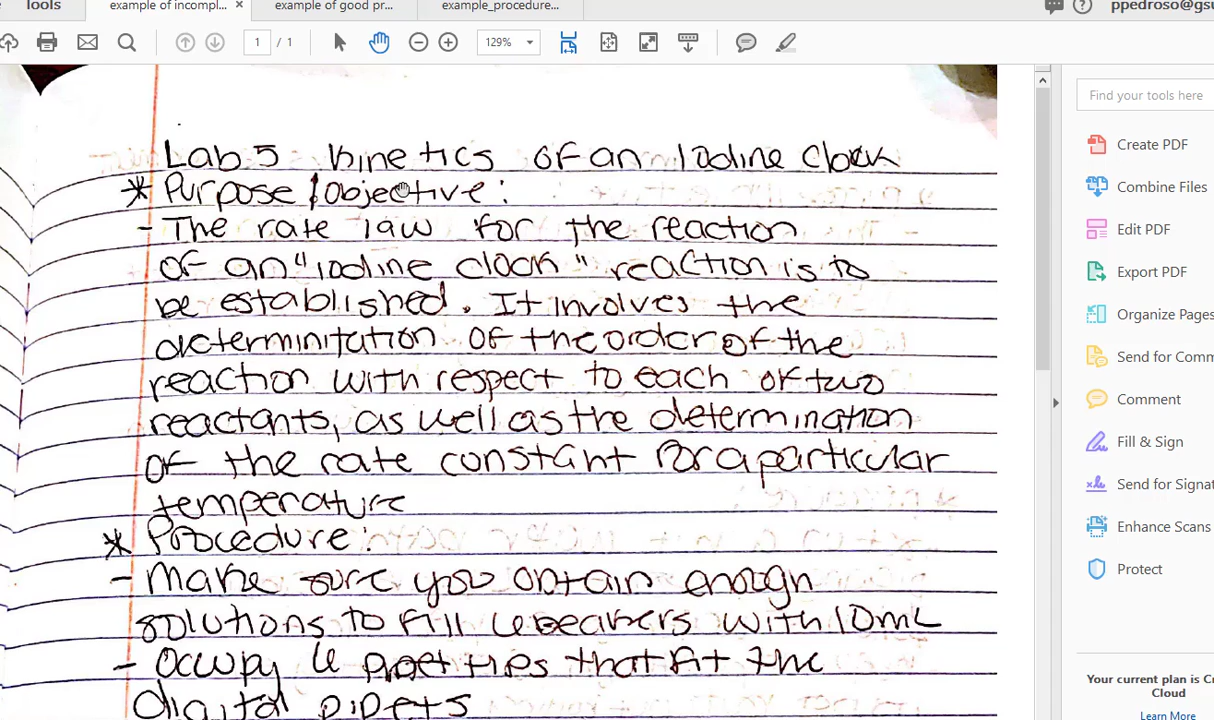 Tools
example of incompl... ×
example of good pr...
example_procedure...
ppedroso@gsu
1 / 1
129%
Find your tools here
Create PDF
Combine Files
Edit PDF
Export PDF
Organize Pages
Send for Comm
Comment
Fill & Sign
Send for Signat
Enhance Scans
Protect
Your current plan is Cr
Cloud
Learn More
Lab 5 Kinetics of an Iodine Clock
* Purpose / Objective:
- The rate law for the reaction
of an "iodine clock" reaction is to
be established. It involves the
determinitation of the order of the
reaction with respect to each of two
reactants, as well as the determination
of the rate constant for a particular
temperature
* Procedure:
- Make sure you obtain enough
solutions to fill 4 beakers with 10mL
- Occupy 4 that fit the
digital pipets